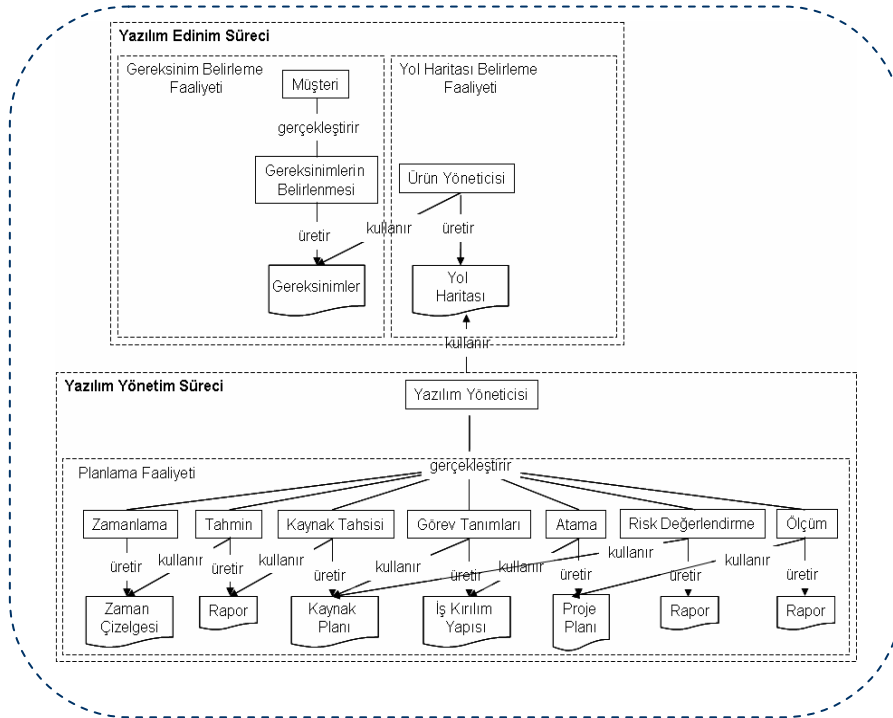 Yazılım Edinim Süreci
Gereksinim Belirleme
Faaliyeti
Yol Haritası Belirleme
Faaliyeti
Müşteri
gerçekleştirir
Gereksinimlerin
Belirlenmesi
Ürün Yöneticisi
üretir
kullanır
üretir
Gereksinimler
Yol
Haritası
kullanır
Yazılım Yönetim Süreci
Yazılım Yöneticisi
gerçekleştirir
Planlama Faaliyeti
Zamanlama
Tahmin
Kaynak Tahsisi
Görev Tanımları
Atama
Risk Değerlendirme
Ölçüm
üretir
kullanır
üretir
kullanır
üretir
kullanır
üretir
kullanır
üretir
kullanır
üretir
kullanır
üretir
Zaman
Çizelgesi
Rapor
Kaynak
Planı
İş Kırılım
Yapısı
Proje
Planı
Rapor
Rapor